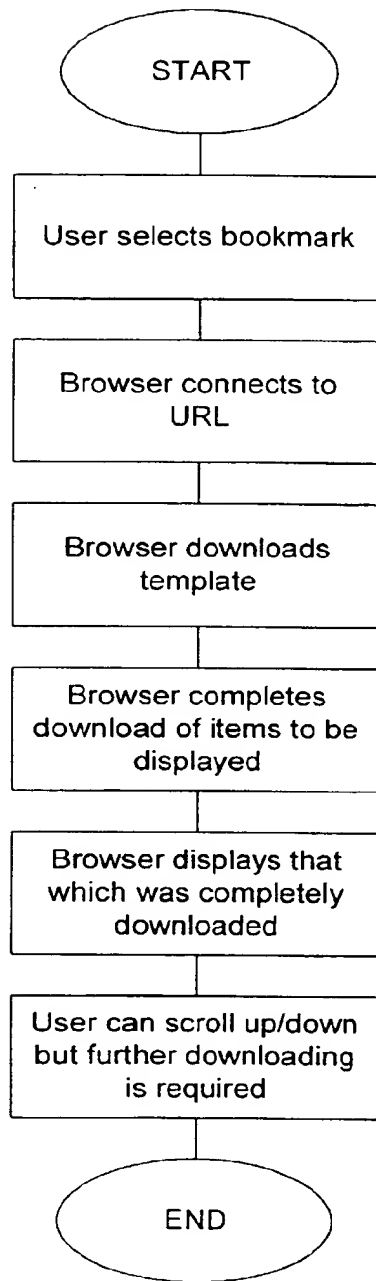 START
User selects bookmark
Browser connects to
URL
Browser downloads
template
Browser completes
download of items to be
displayed
Browser displays that
which was completely
downloaded
User can scroll up/down
but further downloading
is required
END